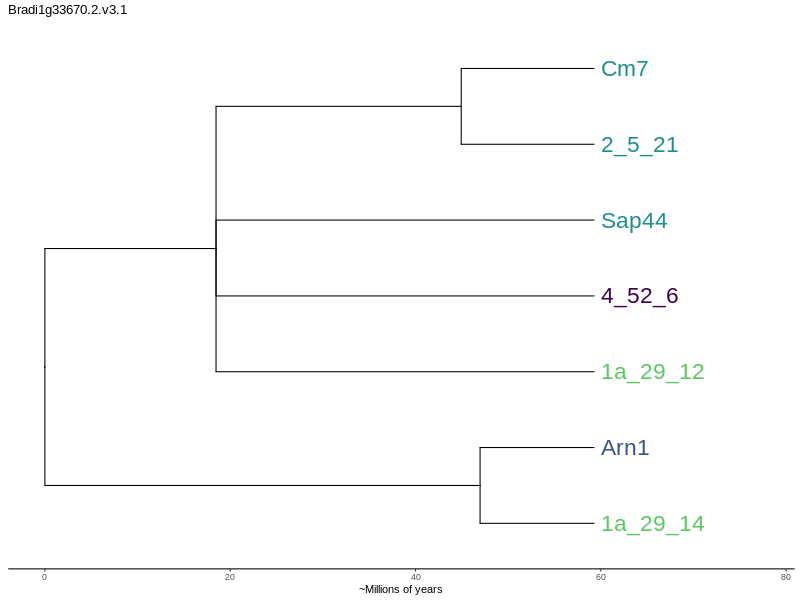 Bradi1g33670.2.v3.1
Cm7
2_5_21
Sap44
4_52_6
1a_29_12
Arn1
1a_29_14
0 20 40 60 80
~Millions of years